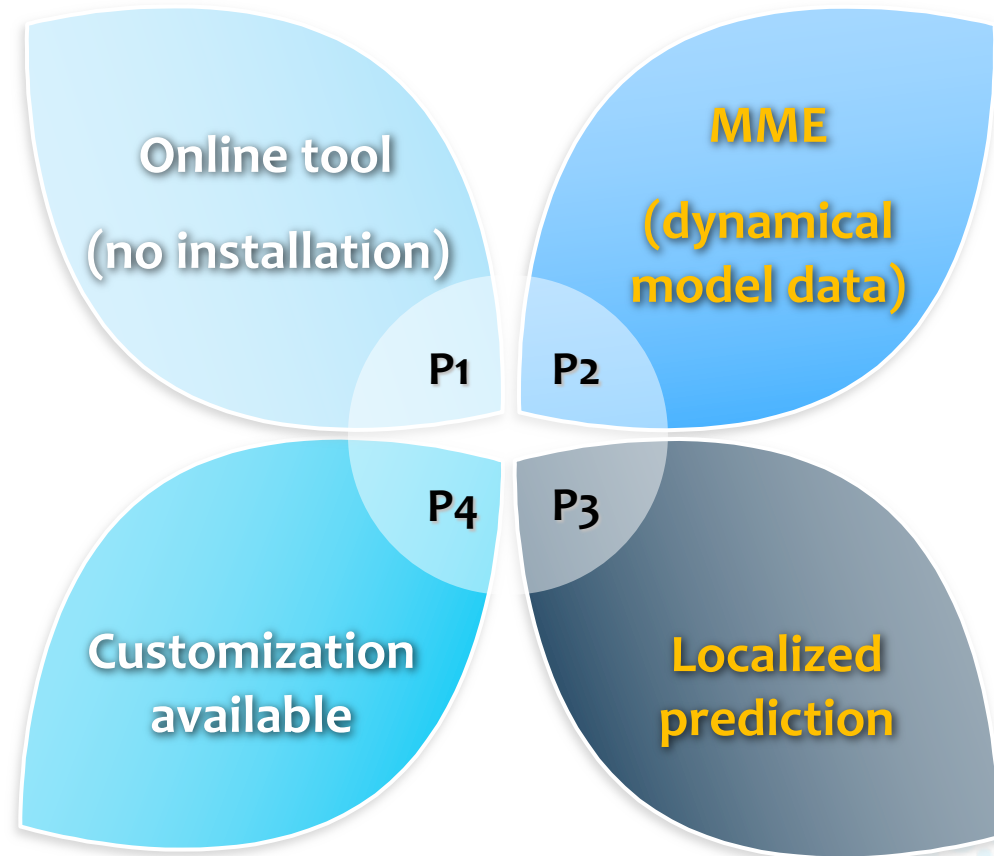 Online tool
(no installation)
P1
MME
(dynamical
model data)
P2
P4
Customization
available
P3
Localized
prediction